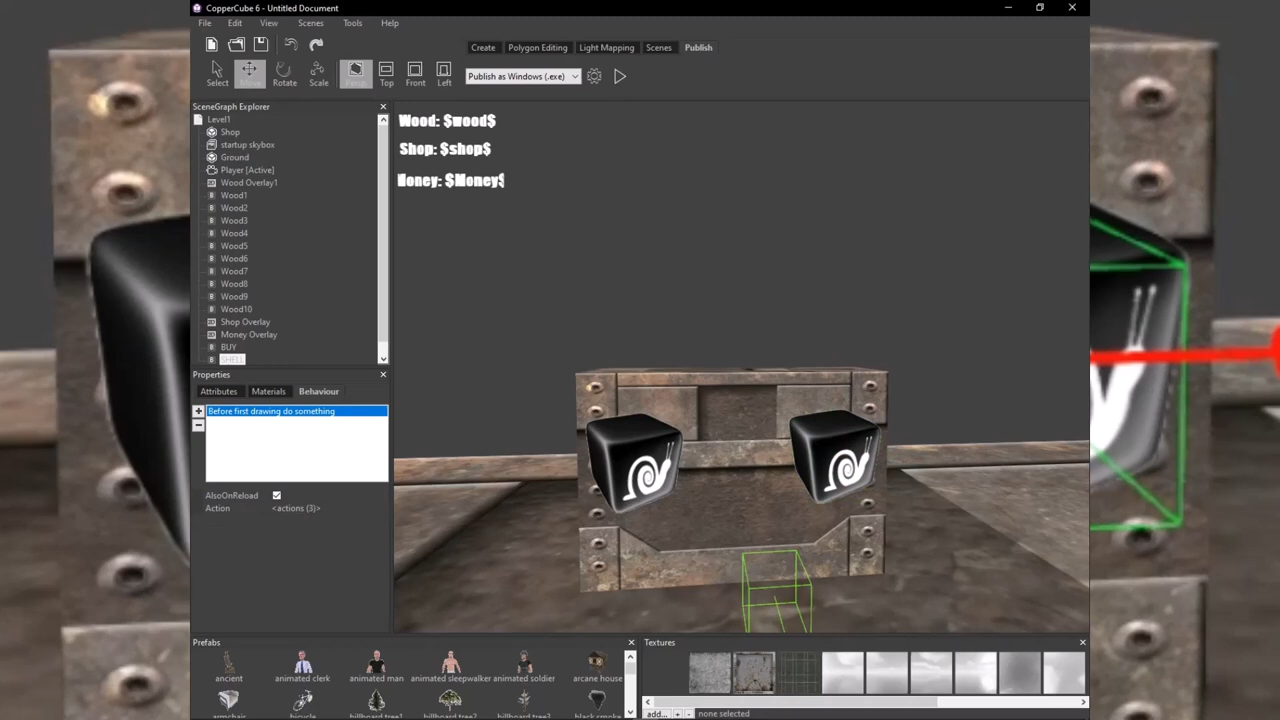 CopperCube 6 - Untitled Document
File Edit View Scenes Tools Help
Create Polygon Editing Light Mapping Scenes Publish
Select Move Rotate Scale Persp. Top Front Left
Publish as Windows (.exe)
SceneGraph Explorer
Level1
Shop
startup skybox
Ground
Player [Active]
Wood Overlay1
Wood1
Wood2
Wood3
Wood4
Wood5
Wood6
Wood7
Wood8
Wood9
Wood10
Shop Overlay
Money Overlay
BUY
SHELL
Wood: $wood$
Shop: $shop$
Money: $Money$
Properties
Attributes Materials Behaviour
Before first drawing do something
AlsoOnReload
Action <actions (3)>
Prefabs
ancient animated clerk animated man animated sleepwalker animated soldier arcane house
armchair bicycle billboard tree1 billboard tree2 billboard tree3 black smoke
Textures
add... + - none selected